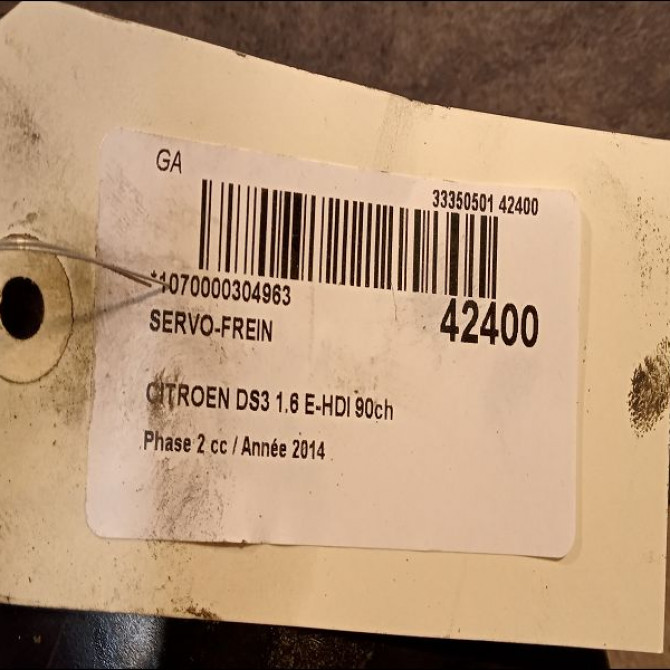 GA
33350501 42400
*1070000304963
42400
SERVO-FREIN
CITROEN DS3 1.6 E-HDI 90ch
Phase 2 cc / Année 2014